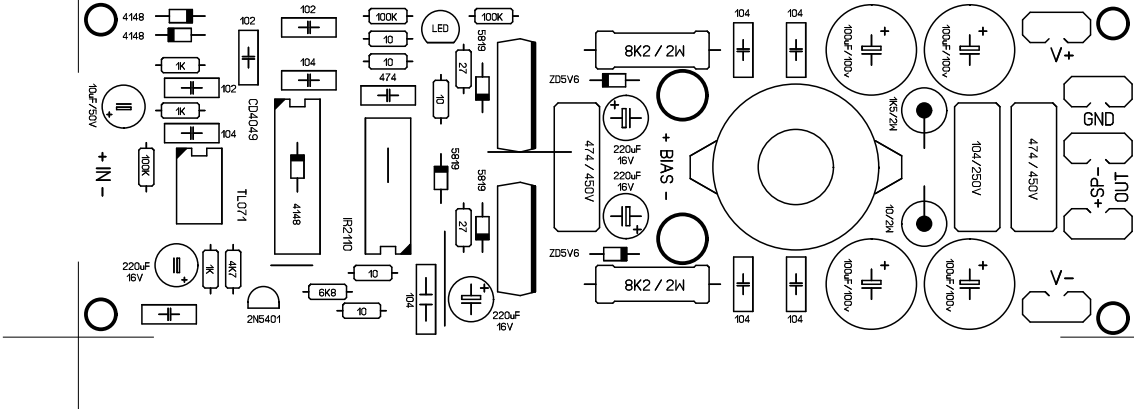 4148
4148
1K
102
1K
104
10uF/50V
+ IN -
100K
TL071
220uF
16V
1K
4K7
2N5401
102
CD4049
102
104
4148
IR2110
100K
10
10
474
LED
100K
5819
27
10
5819
5819
27
10
6K8
10
104
220uF
16V
8K2 / 2W
ZD5V6
474 / 450V
220uF
16V
220uF
16V
+ BIAS -
ZD5V6
8K2 / 2W
104
104
104
104
100uF/100v
100uF/100v
100uF/100v
100uF/100v
1K5/2W
10/2W
104 / 250V
474 / 450V
V+
GND
+SP-
OUT
V-